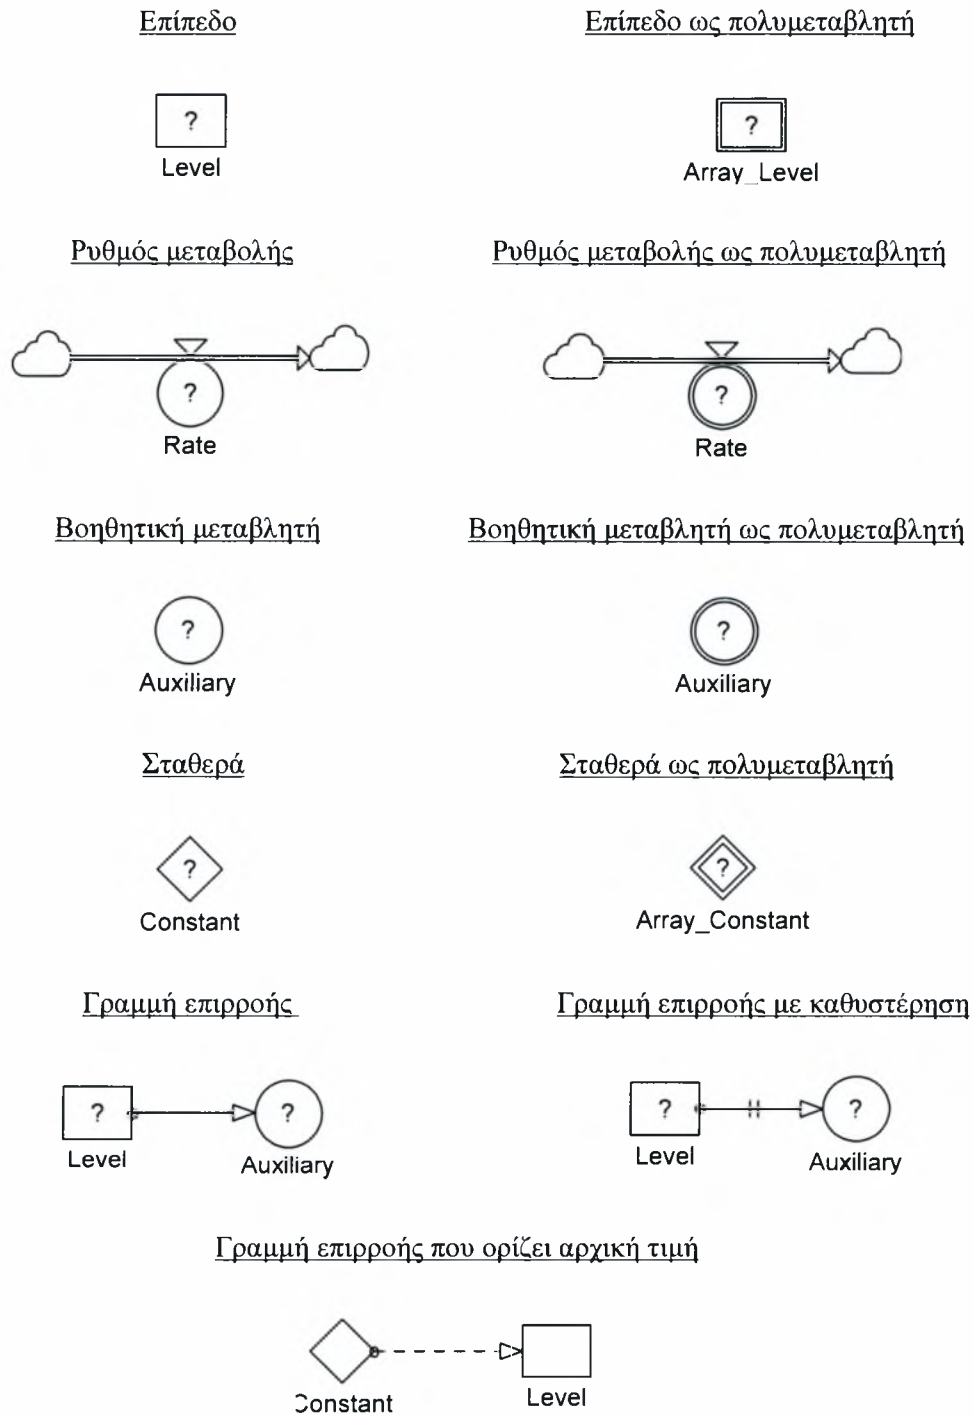 Επίπεδο
Επίπεδο ως πολυμεταβλητή
?
?
Level
Array_Level
Ρυθμός μεταβολής
Ρυθμός μεταβολής ως πολυμεταβλητή
?
?
Rate
Rate
Βοηθητική μεταβλητή
Βοηθητική μεταβλητή ως πολυμεταβλητή
?
?
Auxiliary
Auxiliary
Σταθερά
Σταθερά ως πολυμεταβλητή
?
?
Constant
Array_Constant
Γραμμή επιρροής
Γραμμή επιρροής με καθυστέρηση
?
?
?
?
Level
Auxiliary
Level
Auxiliary
Γραμμή επιρροής που ορίζει αρχική τιμή
Constant
Level